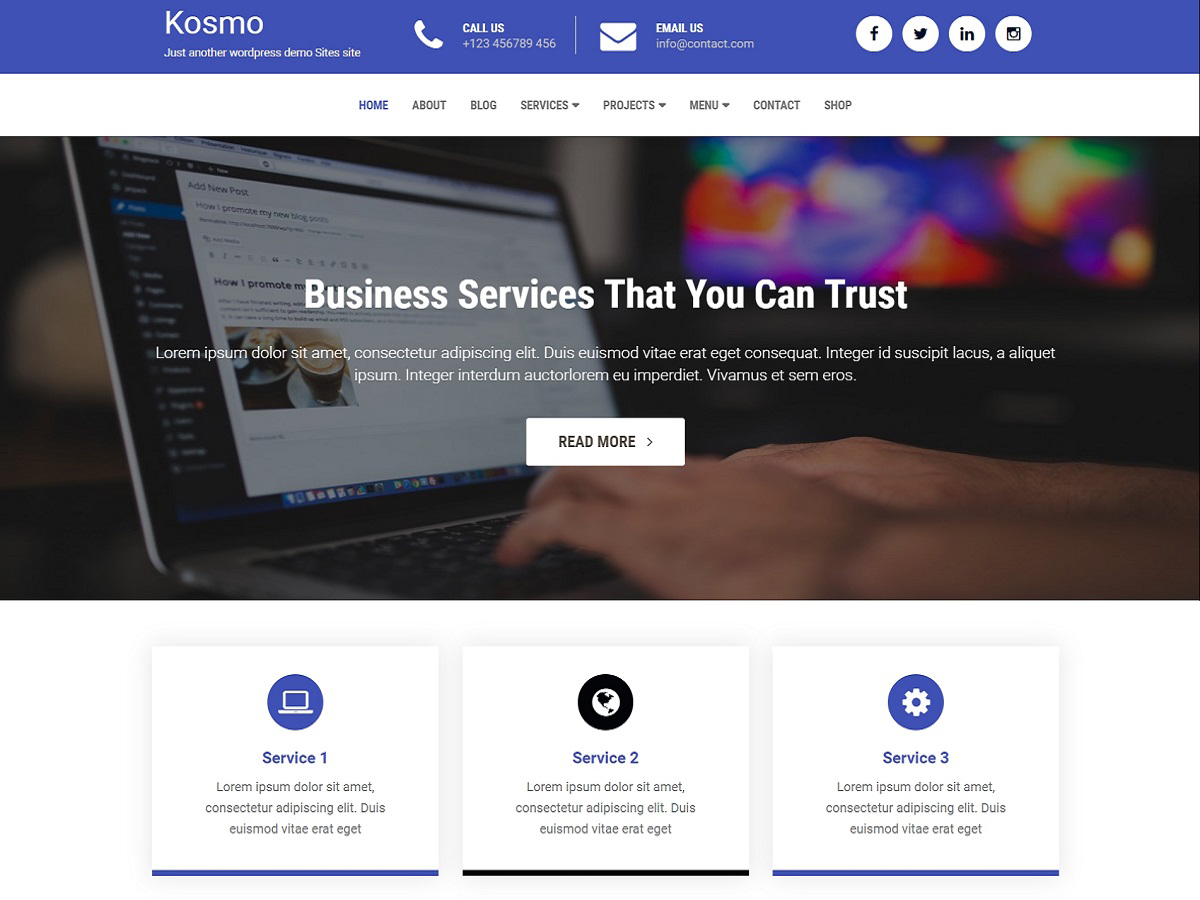 Kosmo
Just another wordpress demo Sites site
CALL US
+123 456789 456
EMAIL US
info@contact.com
HOME ABOUT BLOG SERVICES PROJECTS MENU CONTACT SHOP
Add New Post
How I promote my new blog posts
Add Media
How I promote my
Business Services That You Can Trust
Lorem ipsum dolor sit amet, consectetur adipiscing elit. Duis euismod vitae erat eget consequat. Integer id suscipit lacus, a aliquet
ipsum. Integer interdum auctorlorem eu imperdiet. Vivamus et sem eros.
READ MORE
Service 1
Lorem ipsum dolor sit amet,
consectetur adipiscing elit. Duis
euismod vitae erat eget
Service 2
Lorem ipsum dolor sit amet,
consectetur adipiscing elit. Duis
euismod vitae erat eget
Service 3
Lorem ipsum dolor sit amet,
consectetur adipiscing elit. Duis
euismod vitae erat eget